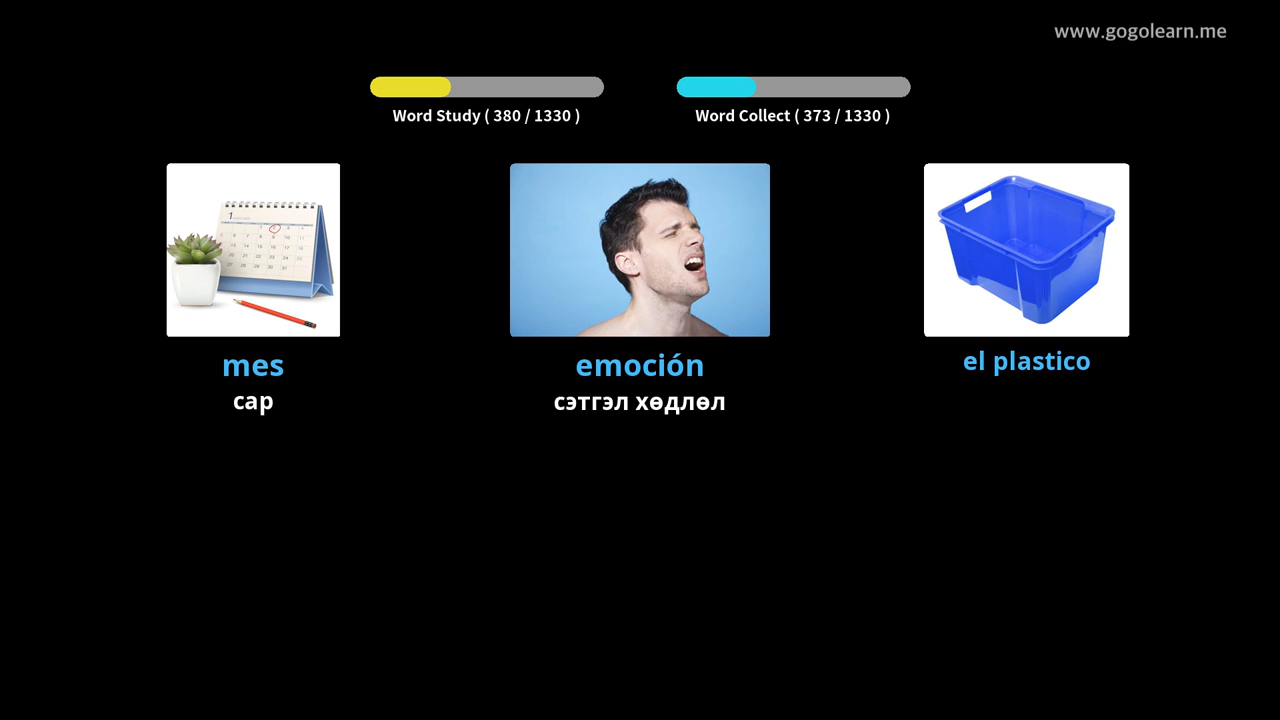 www.gogolearn.me
Word Study ( 380 / 1330 )
Word Collect ( 373 / 1330 )
mes
сар
emoción
сэтгэл хөдлөл
el plastico